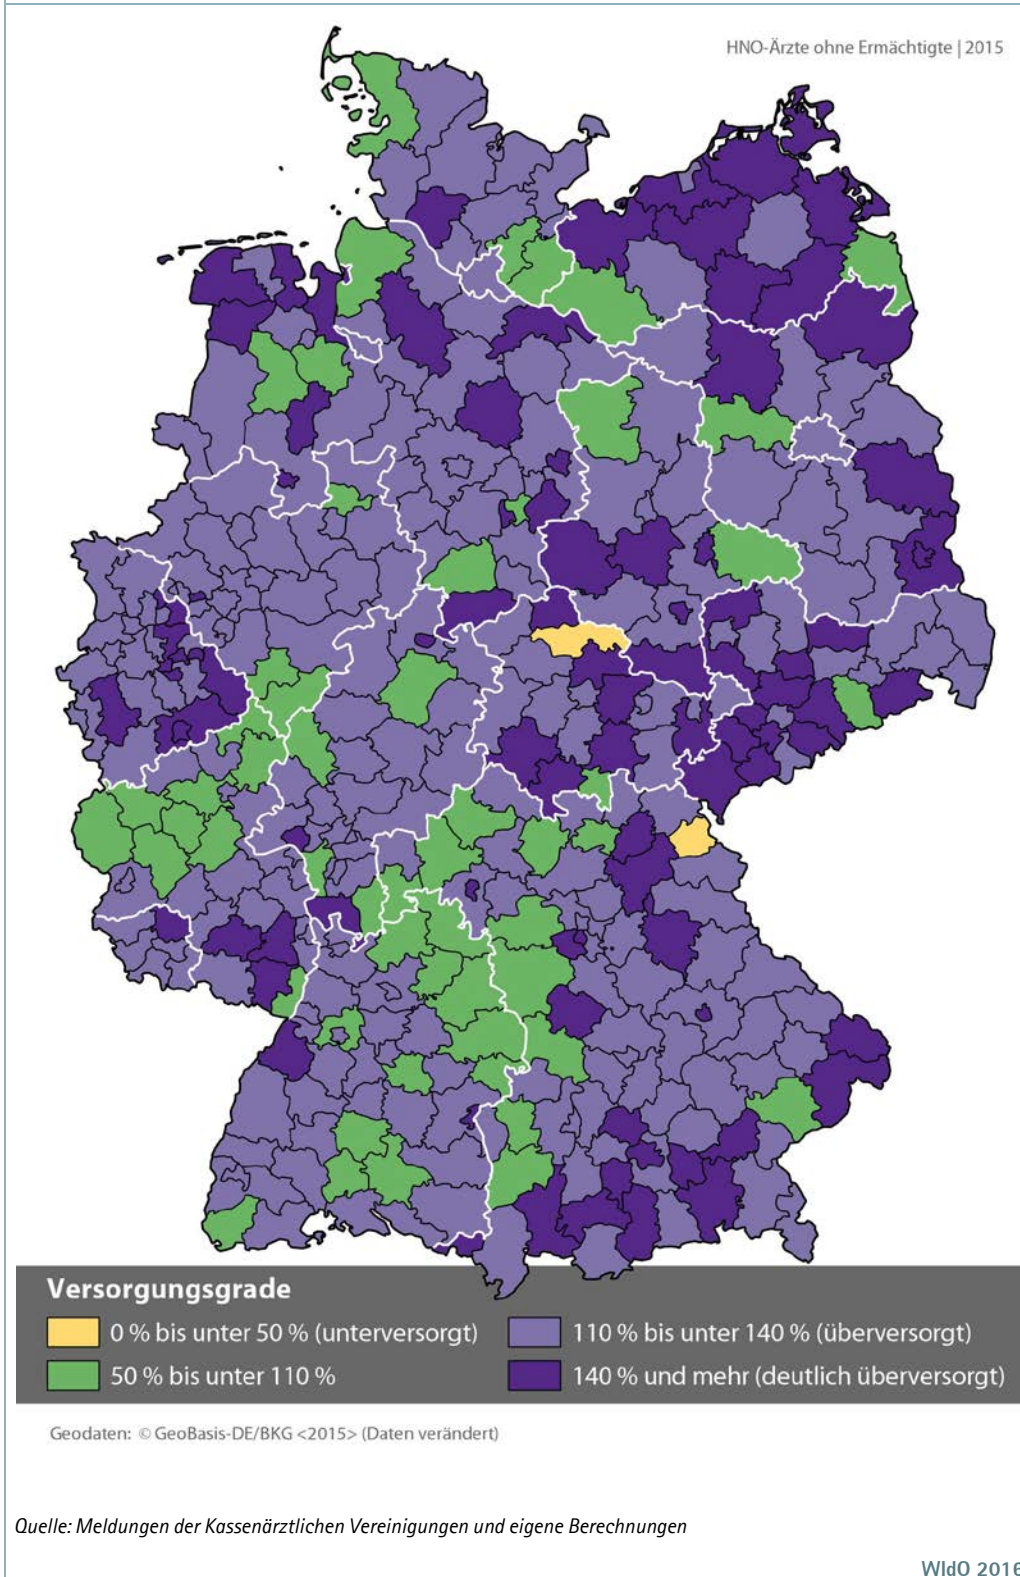 HNO-Ärzte ohne Ermächtigte | 2015
Versorgungsgrade
0 % bis unter 50 % (unterversorgt)
110 % bis unter 140 % (überversorgt)
50 % bis unter 110 %
140 % und mehr (deutlich überversorgt)
Geodaten: © GeoBasis-DE/BKG <2015> (Daten verändert)
Quelle: Meldungen der Kassenärztlichen Vereinigungen und eigene Berechnungen
WIdO 2016